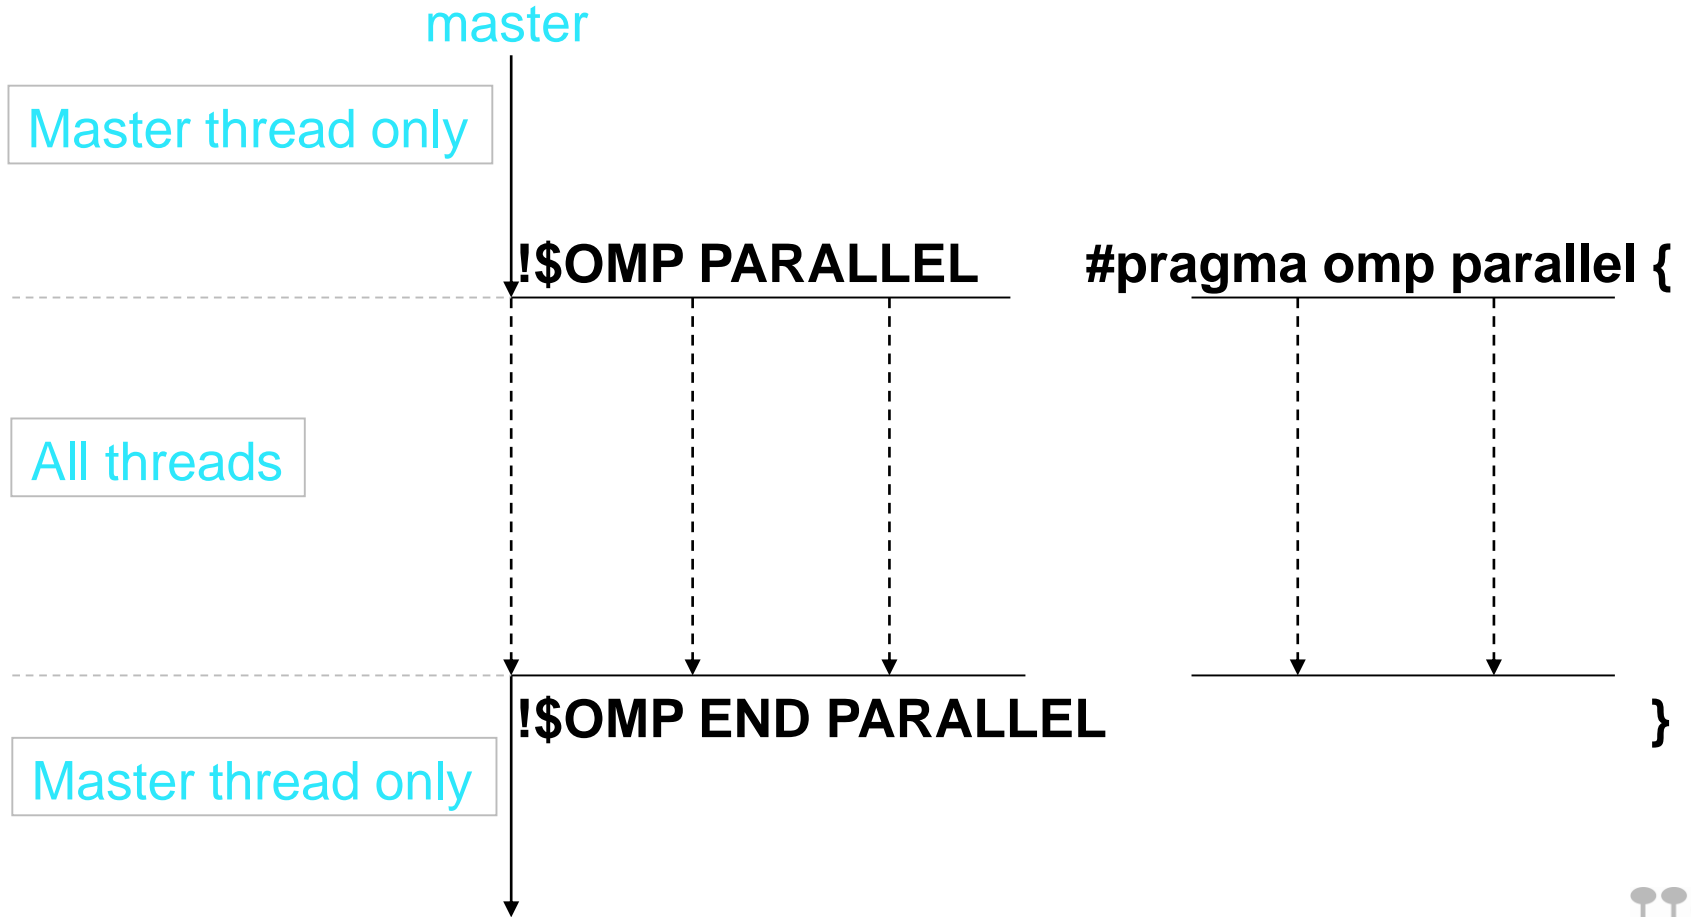 master
Master thread only
!$OMP PARALLEL #pragma omp parallel {
All threads
!$OMP END PARALLEL }
Master thread only